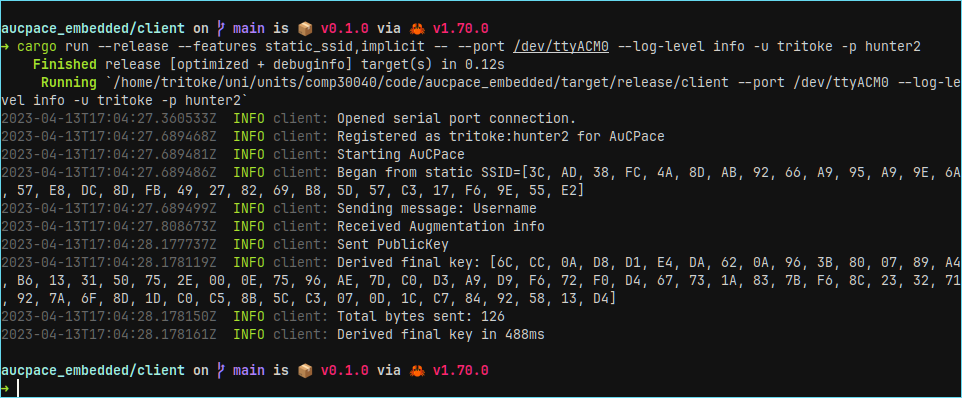 aucpace_embedded/client on main is 📦 v0.1.0 via 🦀 v1.70.0
➜ cargo run --release --features static_ssid,implicit -- --port /dev/ttyACM0 --log-level info -u tritoke -p hunter2
Finished release [optimized + debuginfo] target(s) in 0.12s
Running `/home/tritoke/uni/units/comp30040/code/aucpace_embedded/target/release/client --port /dev/ttyACM0 --log-le
vel info -u tritoke -p hunter2`
2023-04-13T17:04:27.360533Z INFO client: Opened serial port connection.
2023-04-13T17:04:27.689468Z INFO client: Registered as tritoke:hunter2 for AuCPace
2023-04-13T17:04:27.689481Z INFO client: Starting AuCPace
2023-04-13T17:04:27.689486Z INFO client: Began from static SSID=[3C, AD, 38, FC, 4A, 8D, AB, 92, 66, A9, 95, A9, 9E, 6A
, 57, E8, DC, 8D, FB, 49, 27, 82, 69, B8, 5D, 57, C3, 17, F6, 9E, 55, E2]
2023-04-13T17:04:27.689499Z INFO client: Sending message: Username
2023-04-13T17:04:27.808673Z INFO client: Received Augmentation info
2023-04-13T17:04:28.177737Z INFO client: Sent PublicKey
2023-04-13T17:04:28.178119Z INFO client: Derived final key: [6C, CC, 0A, D8, D1, E4, DA, 62, 0A, 96, 3B, 80, 07, 89, A4
, B6, 13, 31, 50, 75, 2E, 00, 0E, 75, 96, AE, 7D, C0, D3, A9, D9, F6, 72, F0, D4, 67, 73, 1A, 83, 7B, F6, 8C, 23, 32, 71
, 92, 7A, 6F, 8D, 1D, C0, C5, 8B, 5C, C3, 07, 0D, 1C, C7, 84, 92, 58, 13, D4]
2023-04-13T17:04:28.178150Z INFO client: Total bytes sent: 126
2023-04-13T17:04:28.178161Z INFO client: Derived final key in 488ms
aucpace_embedded/client on main is 📦 v0.1.0 via 🦀 v1.70.0
➜